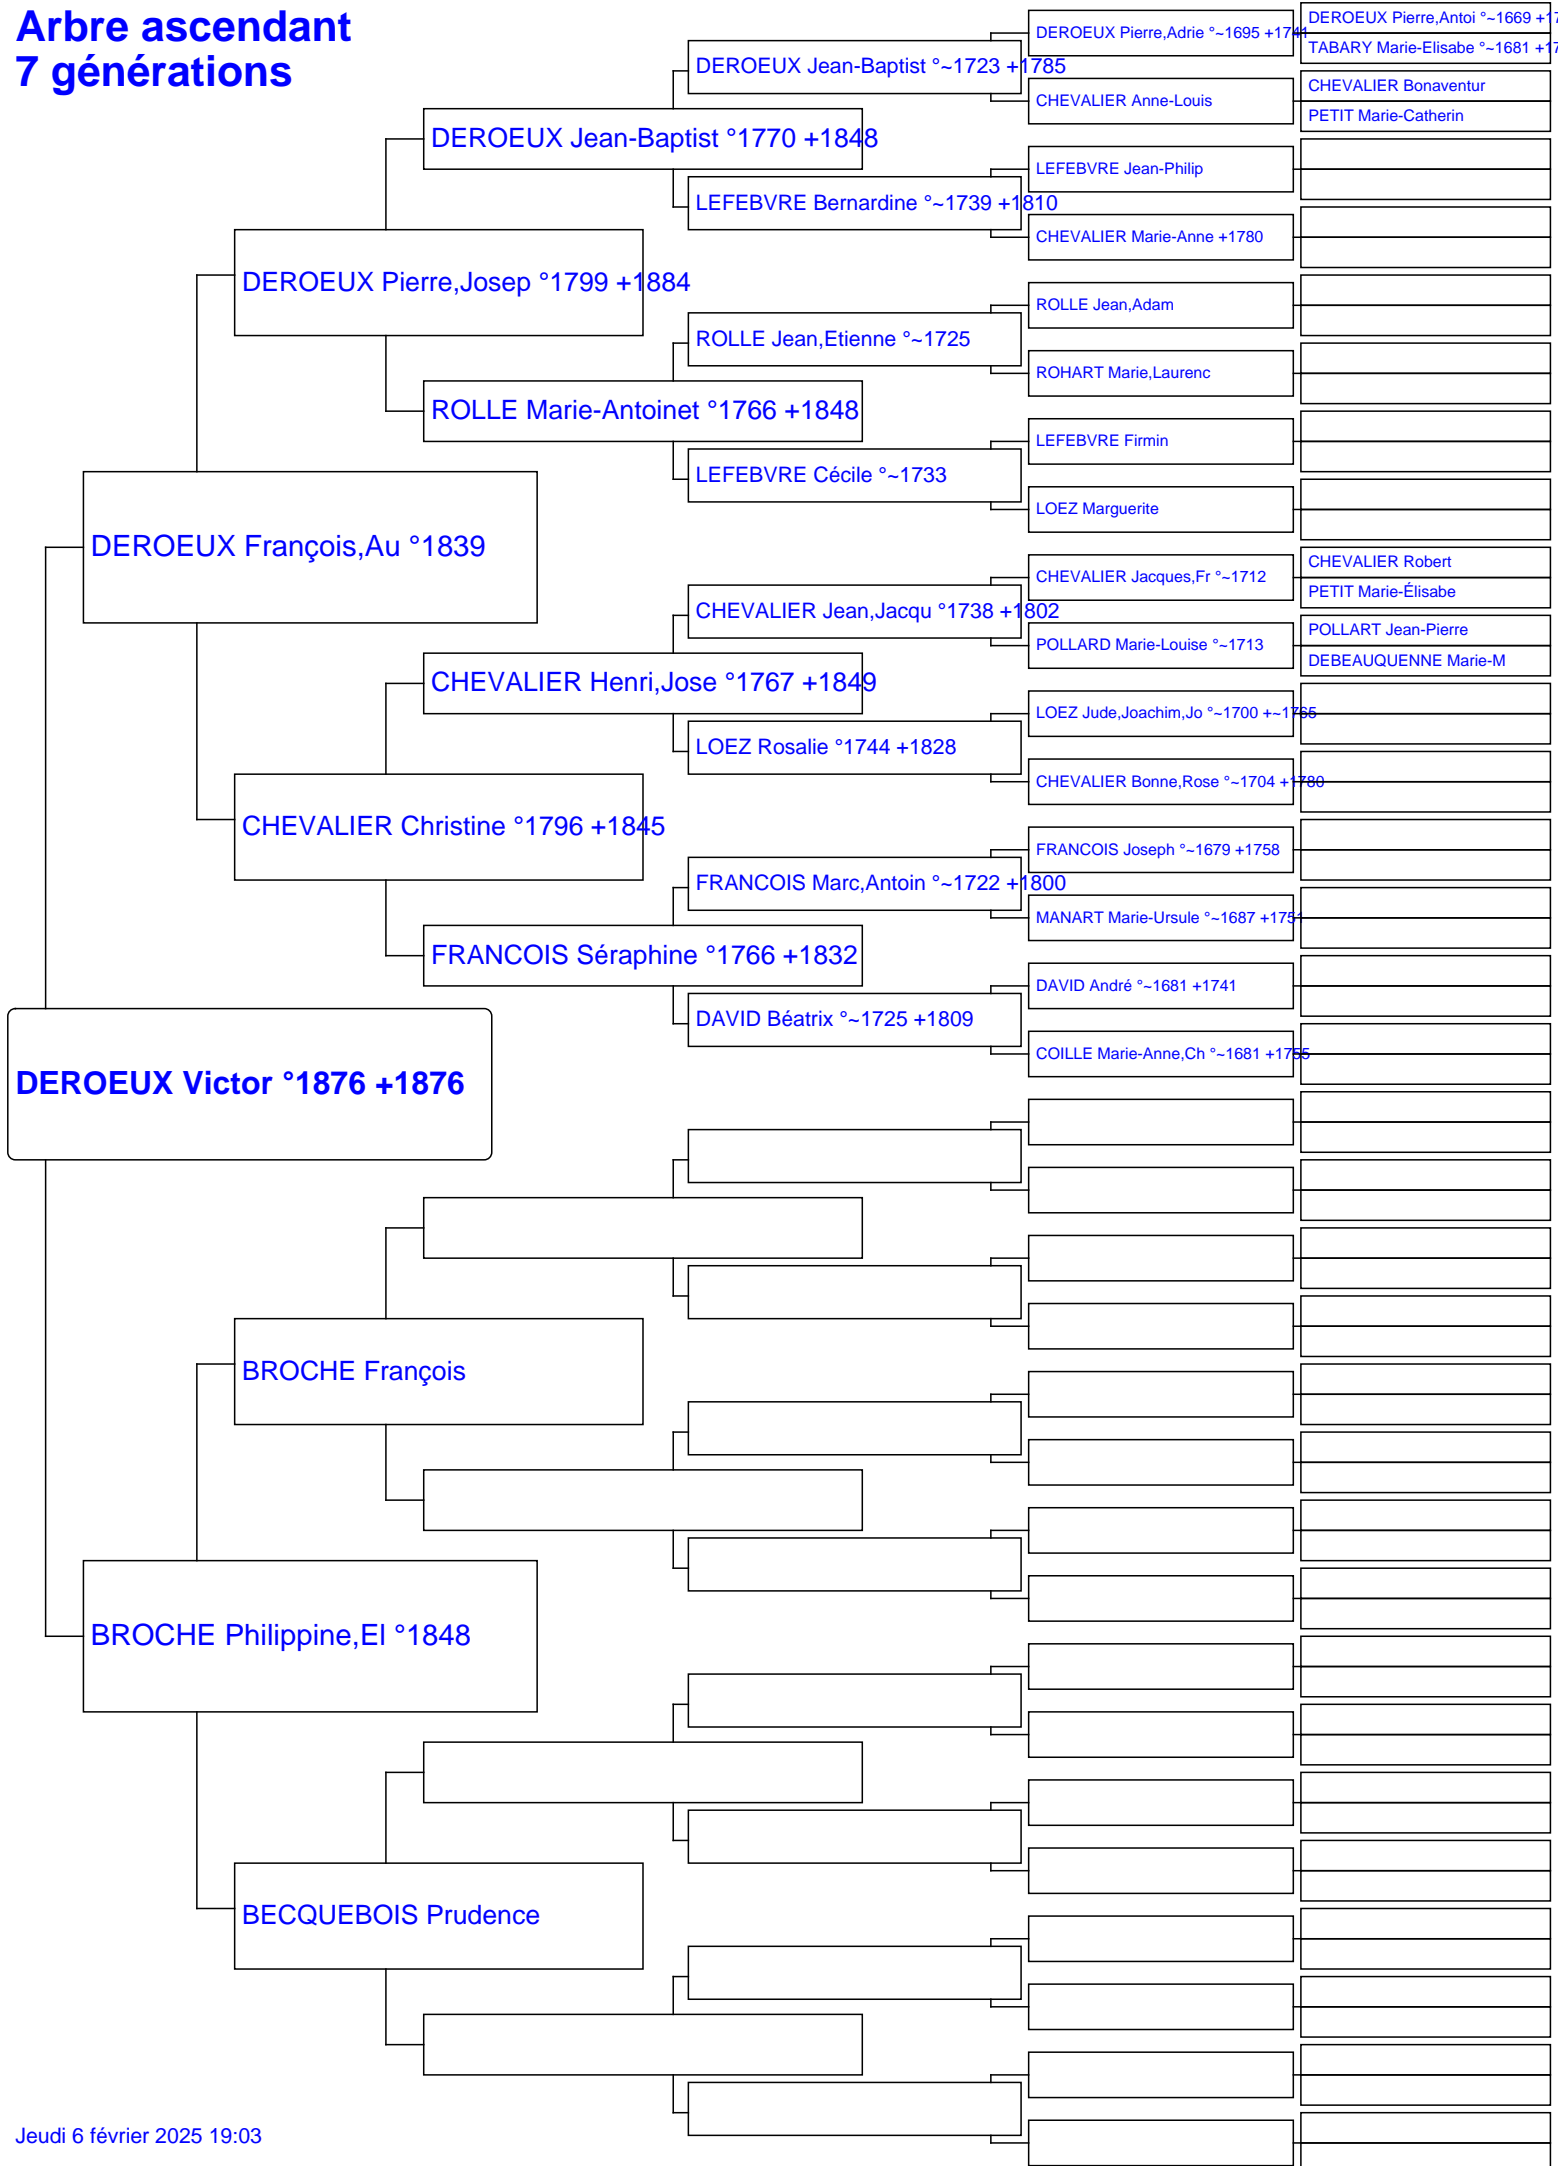 Arbre ascendant
7 générations
DEROEUX Pierre,Antoi °~1669 +17
DEROEUX Pierre,Adrie °~1695 +1741
TABARY Marie-Elisabe °~1681 +17
DEROEUX Jean-Baptist °~1723 +1785
CHEVALIER Bonaventur
CHEVALIER Anne-Louis
PETIT Marie-Catherin
DEROEUX Jean-Baptist °1770 +1848
LEFEBVRE Jean-Philip
LEFEBVRE Bernardine °~1739 +1810
CHEVALIER Marie-Anne +1780
DEROEUX Pierre,Josep °1799 +1884
ROLLE Jean,Adam
ROLLE Jean,Etienne °~1725
ROHART Marie,Laurenc
ROLLE Marie-Antoinet °1766 +1848
LEFEBVRE Firmin
LEFEBVRE Cécile °~1733
LOEZ Marguerite
DEROEUX François,Au °1839
CHEVALIER Robert
CHEVALIER Jacques,Fr °~1712
PETIT Marie-Élisabe
CHEVALIER Jean,Jacqu °1738 +1802
POLLART Jean-Pierre
POLLARD Marie-Louise °~1713
DEBEAUQUENNE Marie-M
CHEVALIER Henri,Jose °1767 +1849
LOEZ Jude,Joachim,Jo °~1700 +~1765
LOEZ Rosalie °1744 +1828
CHEVALIER Bonne,Rose °~1704 +1780
CHEVALIER Christine °1796 +1845
FRANCOIS Joseph °~1679 +1758
FRANCOIS Marc,Antoin °~1722 +1800
MANART Marie-Ursule °~1687 +1751
FRANCOIS Séraphine °1766 +1832
DAVID André °~1681 +1741
DAVID Béatrix °~1725 +1809
COILLE Marie-Anne,Ch °~1681 +1755
DEROEUX Victor °1876 +1876
BROCHE François
BROCHE Philippine,El °1848
BECQUEBOIS Prudence
Jeudi 6 février 2025 19:03